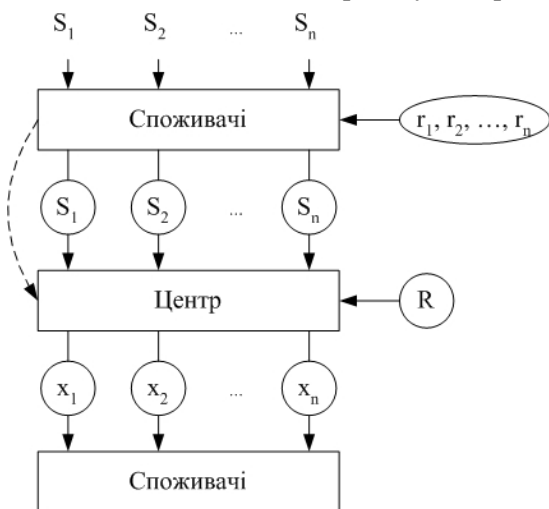 S₁ S₂ ... Sₙ
Споживачі r₁, r₂, …, rₙ
S₁ S₂ ... Sₙ
Центр R
x₁ x₂ ... xₙ
Споживачі